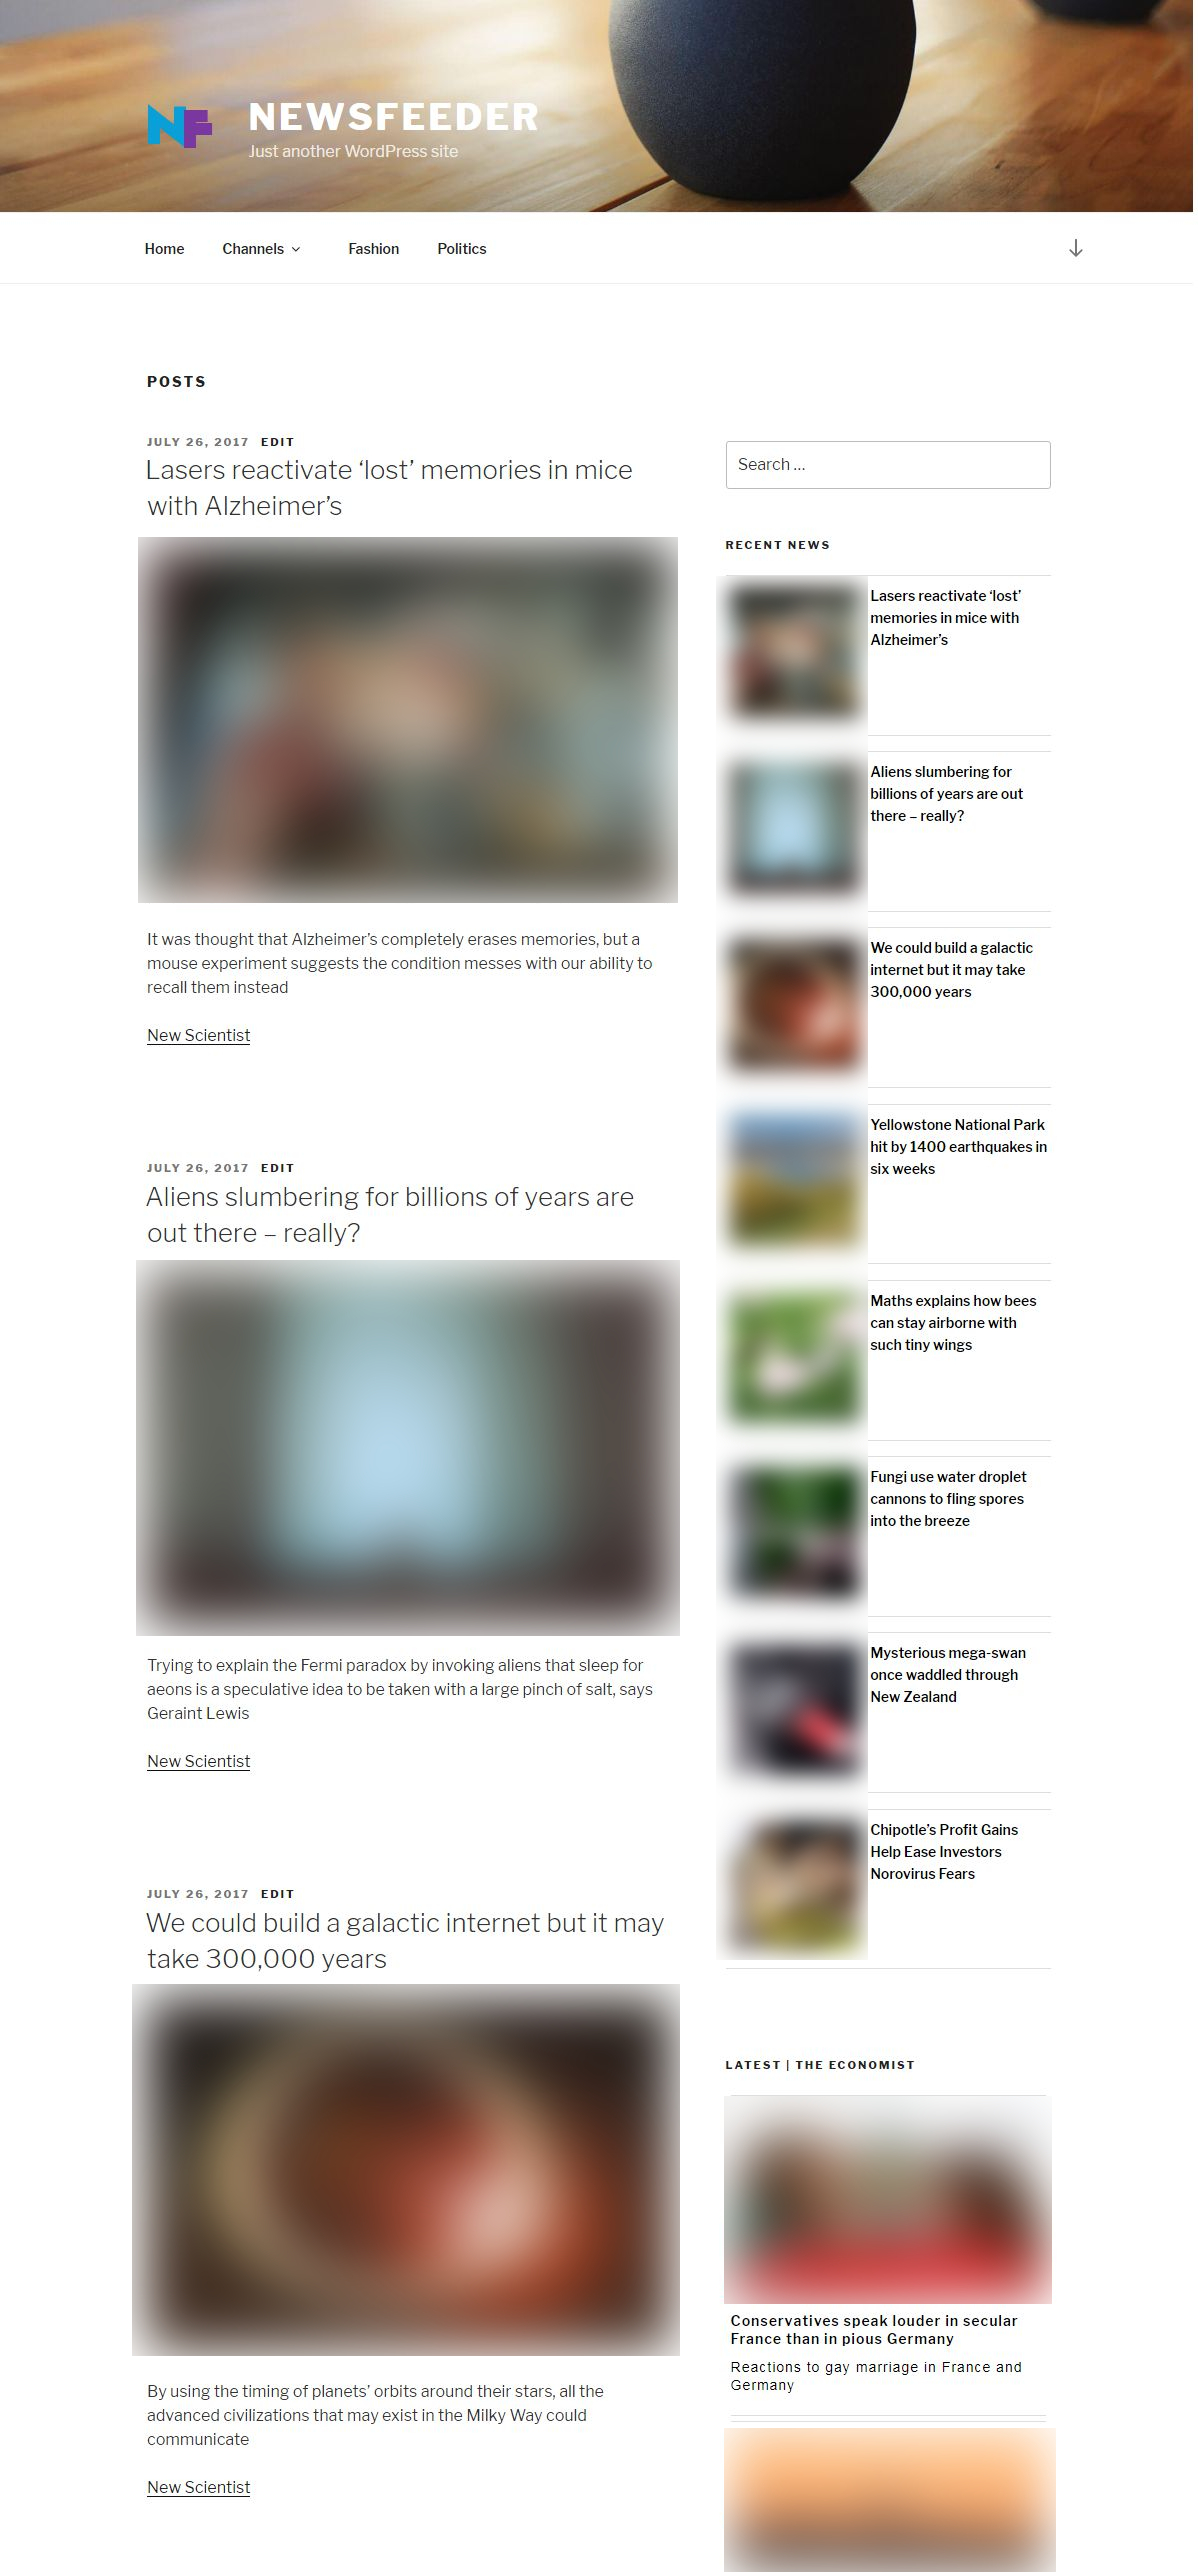 NF
NEWSFEEDER
Just another WordPress site
Home
Channels
Fashion
Politics
POSTS
JULY 26, 2017 EDIT
Lasers reactivate ‘lost’ memories in mice
with Alzheimer’s
It was thought that Alzheimer’s completely erases memories, but a
mouse experiment suggests the condition messes with our ability to
recall them instead
New Scientist
JULY 26, 2017 EDIT
Aliens slumbering for billions of years are
out there – really?
Trying to explain the Fermi paradox by invoking aliens that sleep for
aeons is a speculative idea to be taken with a large pinch of salt, says
Geraint Lewis
New Scientist
JULY 26, 2017 EDIT
We could build a galactic internet but it may
take 300,000 years
By using the timing of planets’ orbits around their stars, all the
advanced civilizations that may exist in the Milky Way could
communicate
New Scientist
Search …
RECENT NEWS
Lasers reactivate ‘lost’
memories in mice with
Alzheimer’s
Aliens slumbering for
billions of years are out
there – really?
We could build a galactic
internet but it may take
300,000 years
Yellowstone National Park
hit by 1400 earthquakes in
six weeks
Maths explains how bees
can stay airborne with
such tiny wings
Fungi use water droplet
cannons to fling spores
into the breeze
Mysterious mega-swan
once waddled through
New Zealand
Chipotle’s Profit Gains
Help Ease Investors
Norovirus Fears
LATEST | THE ECONOMIST
Conservatives speak louder in secular
France than in pious Germany
Reactions to gay marriage in France and
Germany